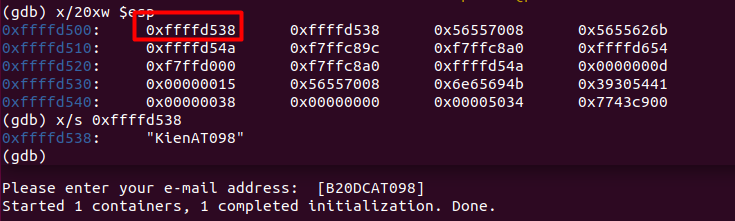 (gdb) x/20xw $esp
0xffffd500: 0xffffd538 0xffffd538 0x56557008 0x5655626b
0xffffd510: 0xffffd54a 0xf7ffc89c 0xf7ffc8a0 0xffffd654
0xffffd520: 0xf7ffd000 0xf7ffc8a0 0xffffd54a 0x0000000d
0xffffd530: 0x00000015 0x56557008 0x6e65694b 0x39305441
0xffffd540: 0x00000038 0x00000000 0x00005034 0x7743c900
(gdb) x/s 0xffffd538
0xffffd538: "KienAT098"
(gdb)
Please enter your e-mail address: [B20DCAT098]
Started 1 containers, 1 completed initialization. Done.